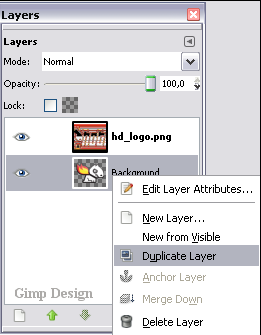 Layers
Layers
Mode: Normal
Opacity: 100,0
Lock:
hd_logo.png
Background
Edit Layer Attributes...
New Layer...
New from Visible
Duplicate Layer
Anchor Layer
Merge Down
Delete Layer
Gimp Design